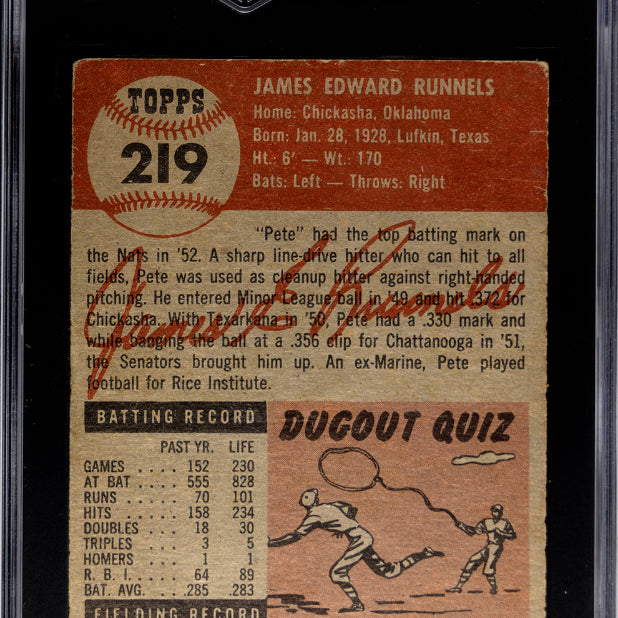 TOPPS
219
JAMES EDWARD RUNNELS
Home: Chickasha, Oklahoma
Born: Jan. 28, 1928, Lufkin, Texas
Ht.: 6' — Wt.: 170
Bats: Left — Throws: Right
"Pete" had the top batting mark on
the Nats in '52. A sharp line-drive hitter who can hit to all
fields, Pete was used as cleanup hitter against right-handed
pitching. He entered Minor League ball in '49 and hit .372 for
Chickasha. With Texarkana in '50, Pete had a .330 mark and
while banging the ball at a .356 clip for Chattanooga in '51,
the Senators brought him up. An ex-Marine, Pete played
football for Rice Institute.
James E. Runnels
BATTING RECORD
PAST YR. LIFE
GAMES .... 152 230
AT BAT .... 555 828
RUNS .... 70 101
HITS .... 158 234
DOUBLES .. 18 30
TRIPLES ... 3 5
HOMERS ... 1 1
R. B. I. .... 64 89
BAT. AVG. .. .285 .283
FIELDING RECORD
DUGOUT QUIZ